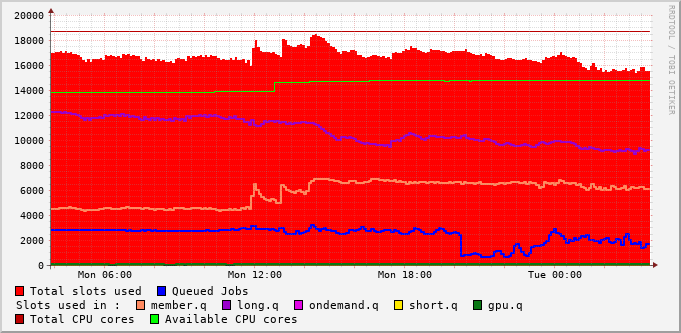 20000
18000
16000
14000
12000
10000
8000
6000
4000
2000
0
Mon 06:00 Mon 12:00 Mon 18:00 Tue 00:00
RRDTOOL / TOBI OETIKER
Total slots used Queued Jobs
Slots used in : member.q long.q ondemand.q short.q gpu.q
Total CPU cores Available CPU cores